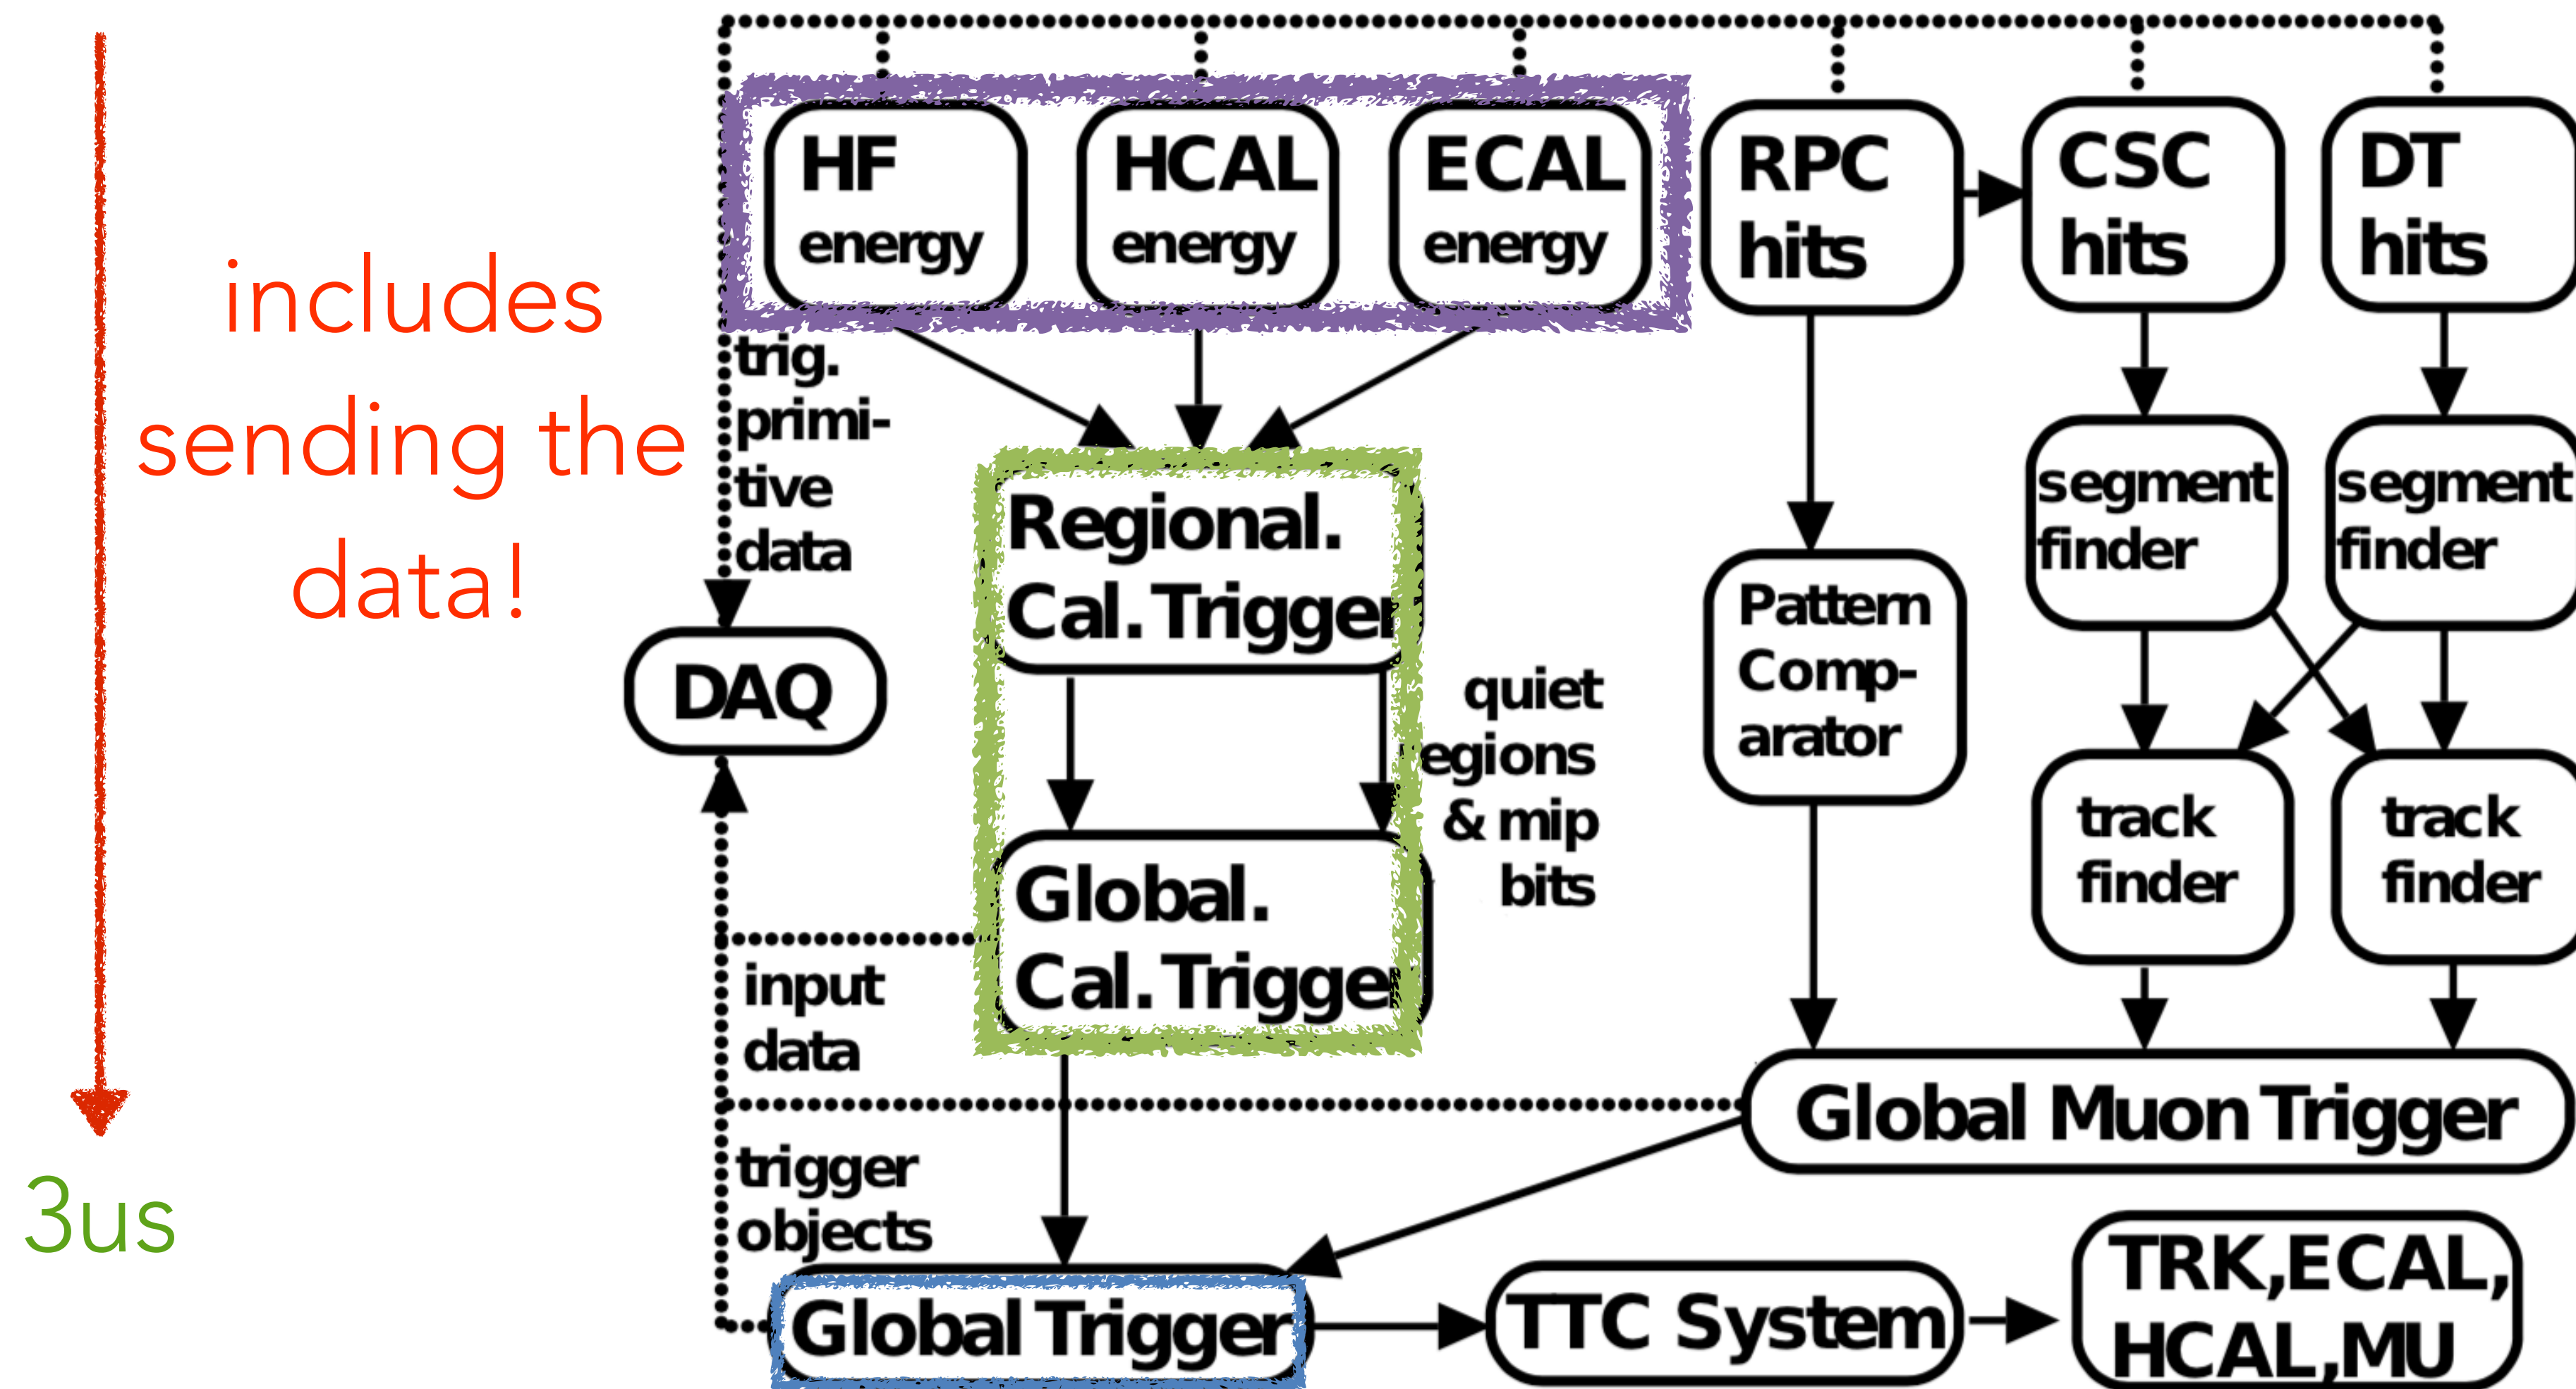 includes
sending the
data!
3us
HF
energy
HCAL
energy
ECAL
energy
RPC
hits
CSC
hits
DT
hits
trig.
primi-
tive
data
DAQ
Regional.
Cal. Trigger
quiet
egions
& mip
bits
Pattern
Comp-
arator
segment
finder
segment
finder
track
finder
track
finder
Global.
Cal. Trigger
input
data
Global Muon Trigger
trigger
objects
Global Trigger
TTC System
TRK,ECAL,
HCAL,MU